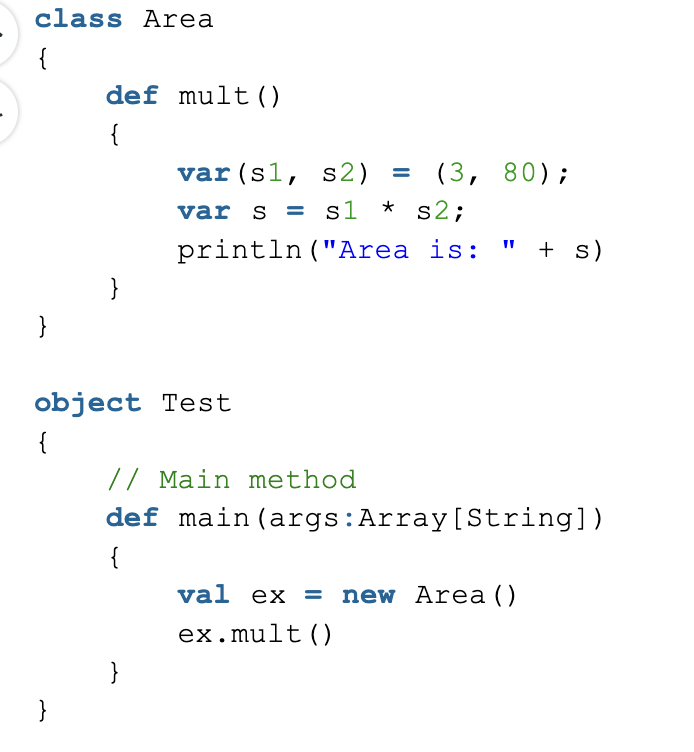 class Area
{
def mult()
{
var(s1, s2) = (3, 80);
var s = s1 * s2;
println("Area is: " + s)
}
}
object Test
{
// Main method
def main(args:Array[String])
{
val ex = new Area()
ex.mult()
}
}